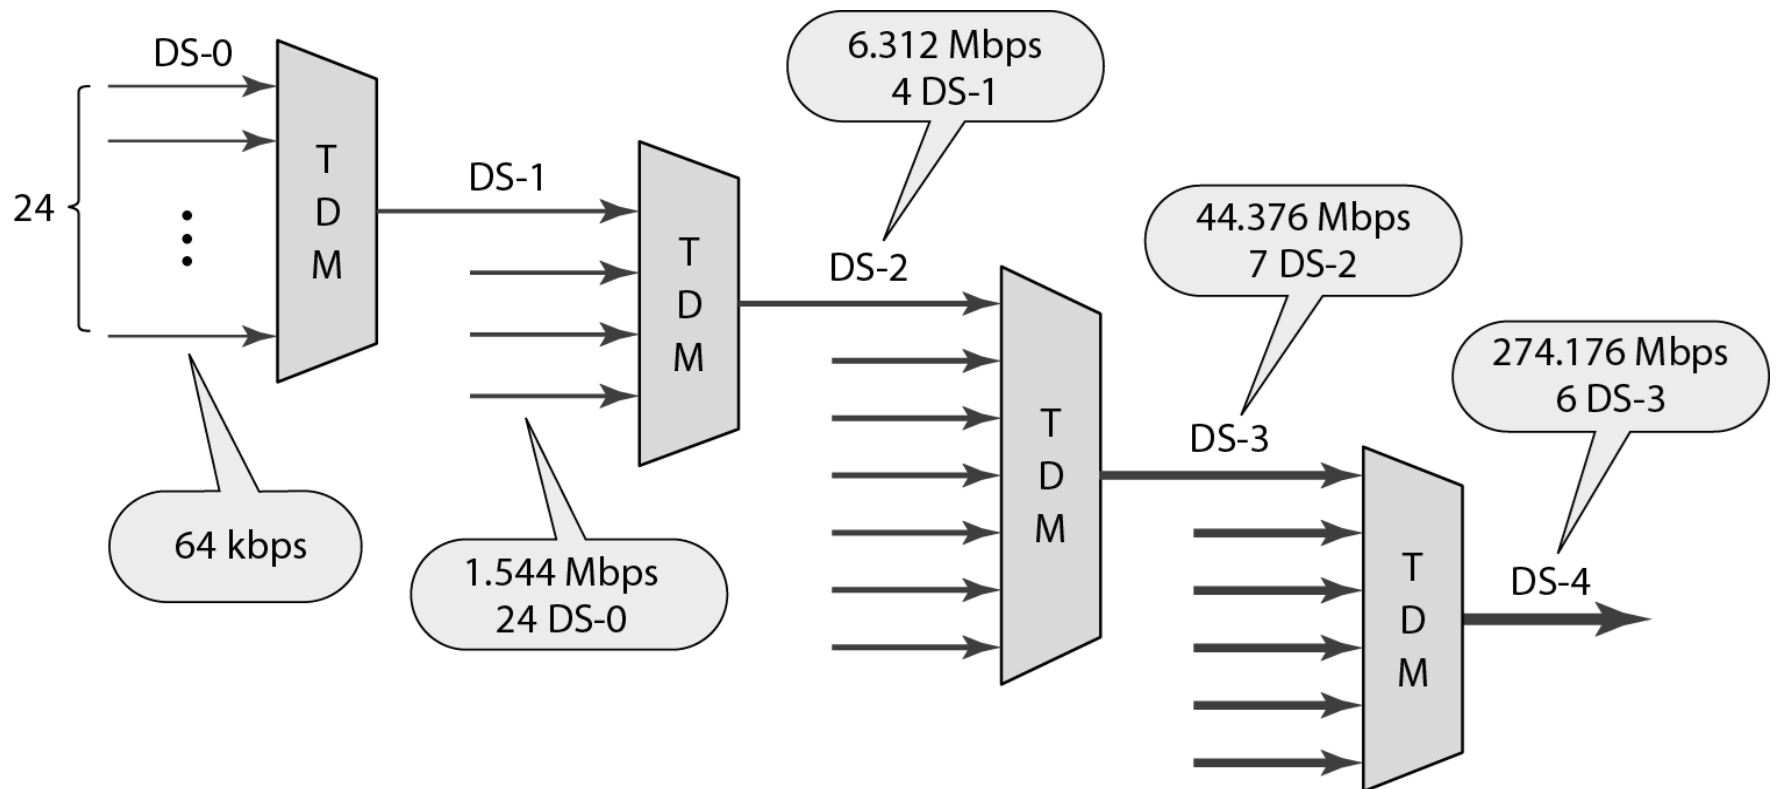 DS-0
24
T
D
M
64 kbps
DS-1
1.544 Mbps
24 DS-0
T
D
M
6.312 Mbps
4 DS-1
DS-2
T
D
M
44.376 Mbps
7 DS-2
DS-3
T
D
M
274.176 Mbps
6 DS-3
DS-4